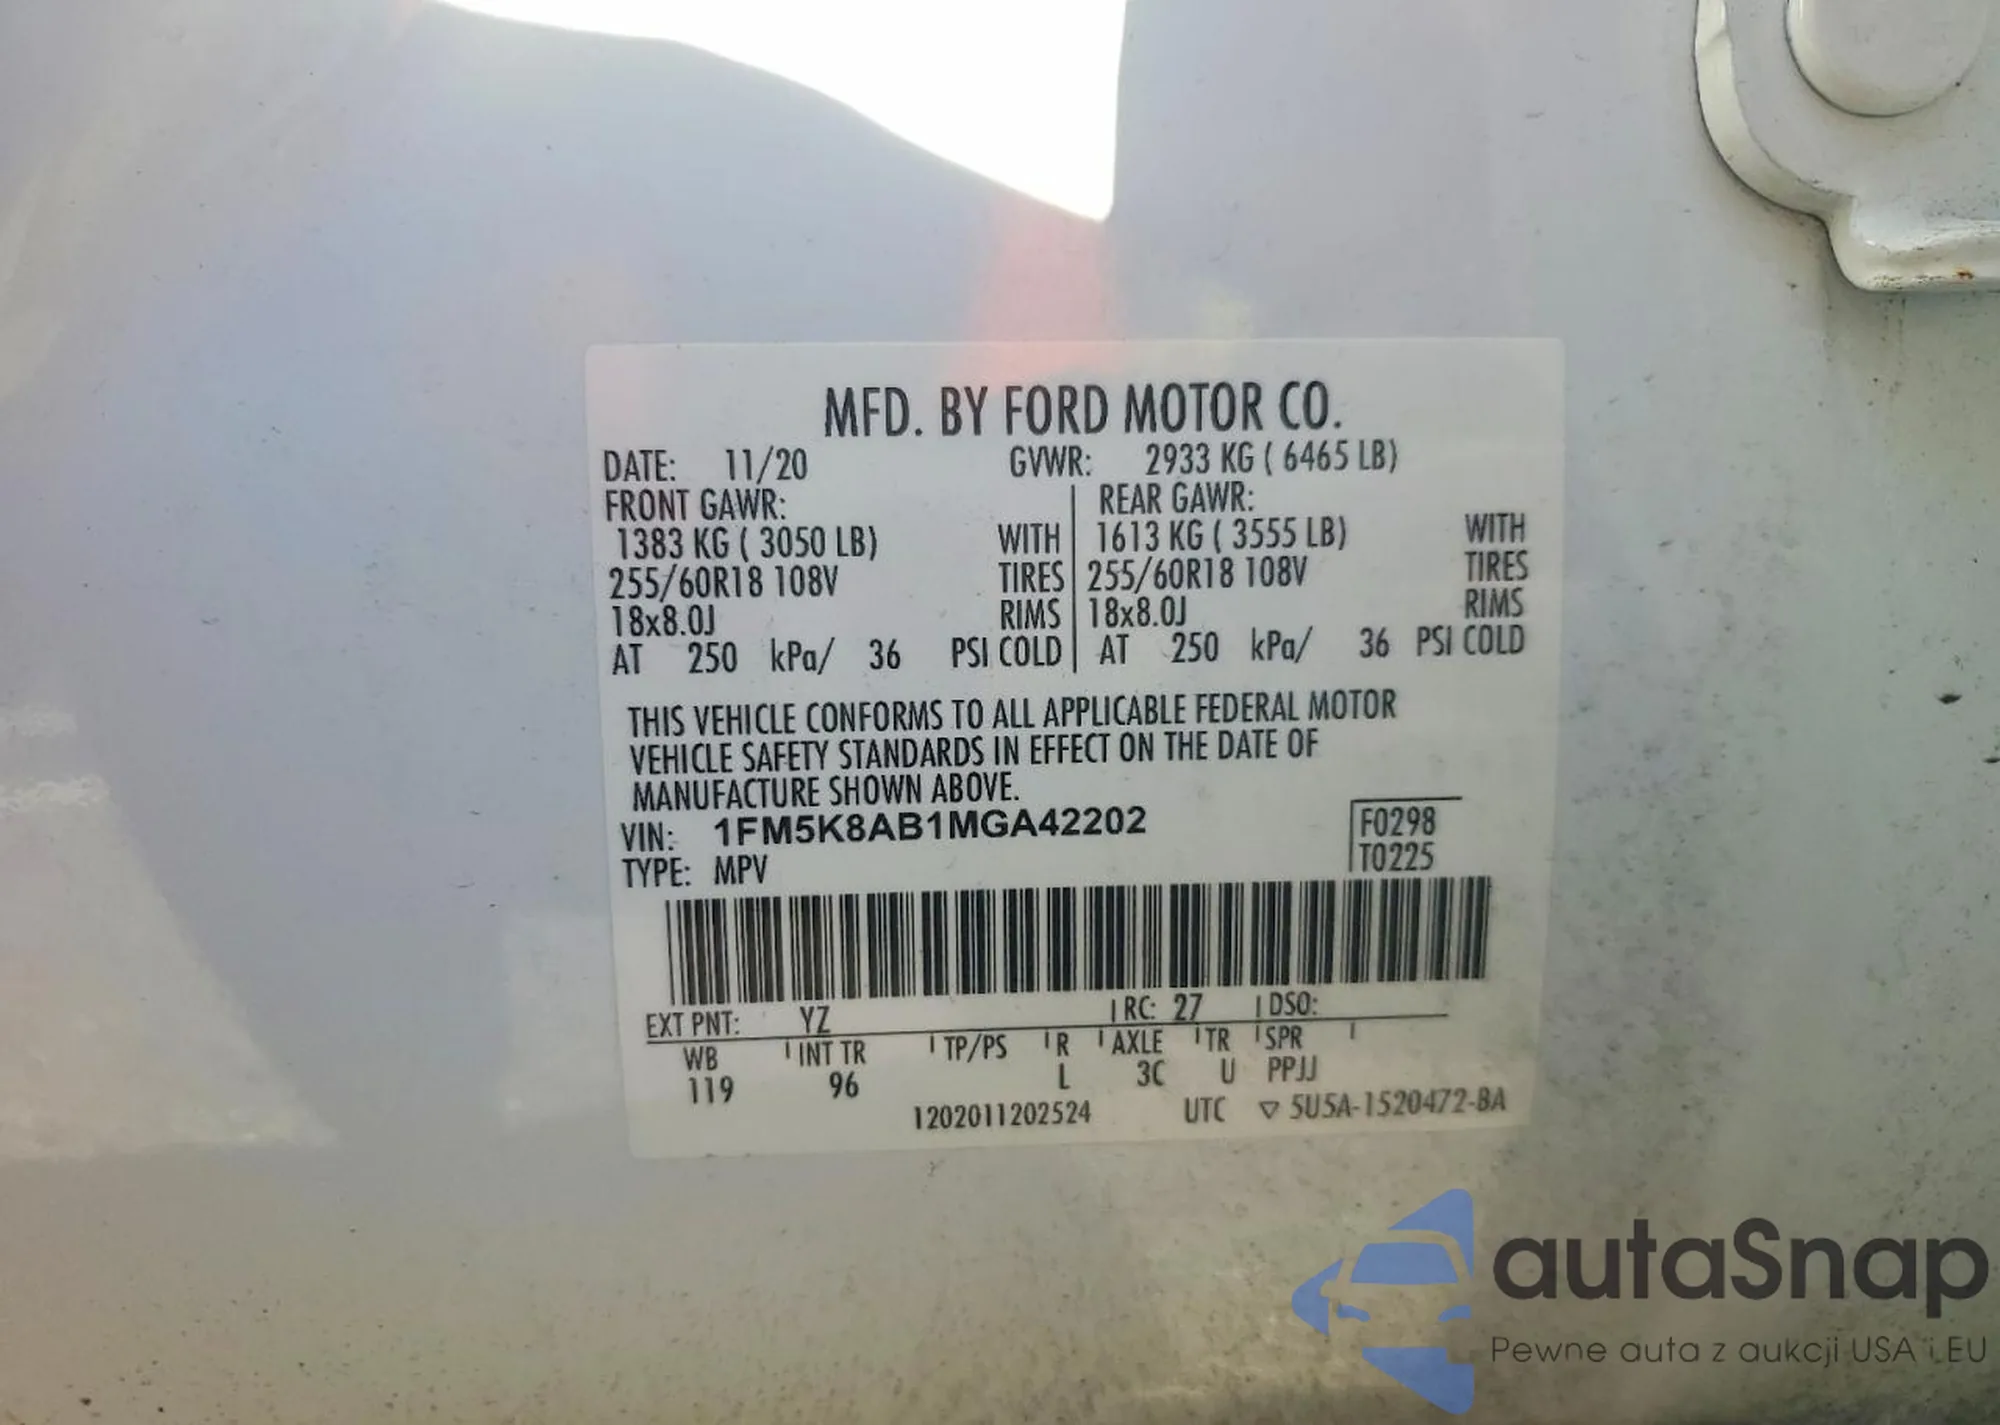 MFD. BY FORD MOTOR CO.
DATE: 11/20 GVWR: 2933 KG ( 6465 LB)
FRONT GAWR: REAR GAWR:
1383 KG ( 3050 LB) WITH 1613 KG ( 3555 LB) WITH
255/60R18 108V TIRES 255/60R18 108V TIRES
18x8.0J RIMS 18x8.0J RIMS
AT 250 kPa/ 36 PSI COLD AT 250 kPa/ 36 PSI COLD
THIS VEHICLE CONFORMS TO ALL APPLICABLE FEDERAL MOTOR
VEHICLE SAFETY STANDARDS IN EFFECT ON THE DATE OF
MANUFACTURE SHOWN ABOVE.
VIN: 1FM5K8AB1MGA42202 F0298
TYPE: MPV T0225
EXT PNT: YZ RC: 27 DSO:
WB INT TR TP/PS R AXLE TR SPR
119 96 L 3C U PPJJ
1202011202524 UTC ▽ 5U5A-1520472-BA
autaSnap
Pewne auta z aukcji USA i EU